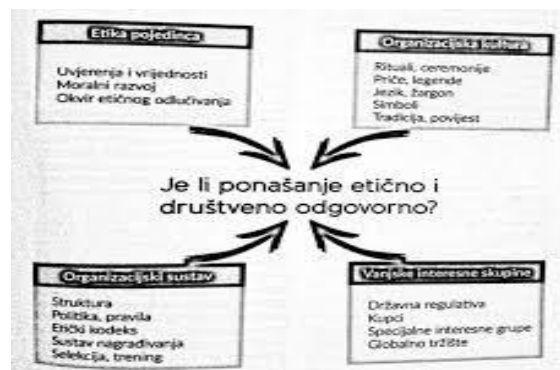 Etika pojedinca
Uvjerenja i vrijednosti
Moralni razvoj
Okvir etičnog odlučivanja
Organizacijska kultura
Rituali, ceremonije
Priče, legende
Jezik, žargon
Simboli
Tradicija, povijest
Je li ponašanje etično i
društveno odgovorno?
Organizacijski sustav
Struktura
Politika, pravila
Etički kodeks
Sustav nagrađivanja
Selekcija, trening
Vanjske interesne skupine
Državna regulativa
Kupci
Specijalne interesne grupe
Globalno tržište